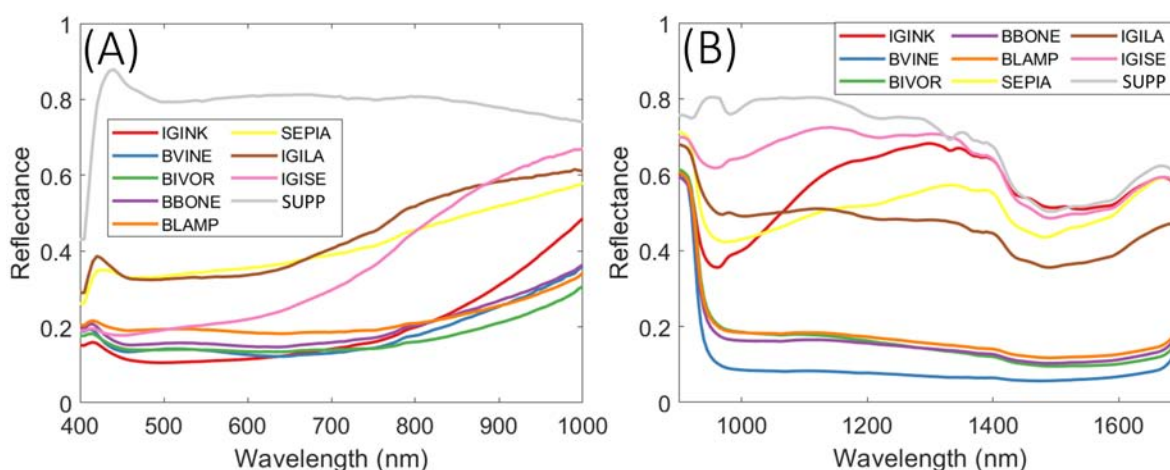 (A)
1
0.8
0.6
0.4
0.2
0
Reflectance
IGINK SEPIA
BVINE IGILA
BIVOR IGISE
BBONE SUPP
BLAMP
400 500 600 700 800 900 1000
Wavelength (nm)
(B)
1
0.8
0.6
0.4
0.2
0
Reflectance
IGINK BBONE IGILA
BVINE BLAMP IGISE
BIVOR SEPIA SUPP
1000 1200 1400 1600
Wavelength (nm)